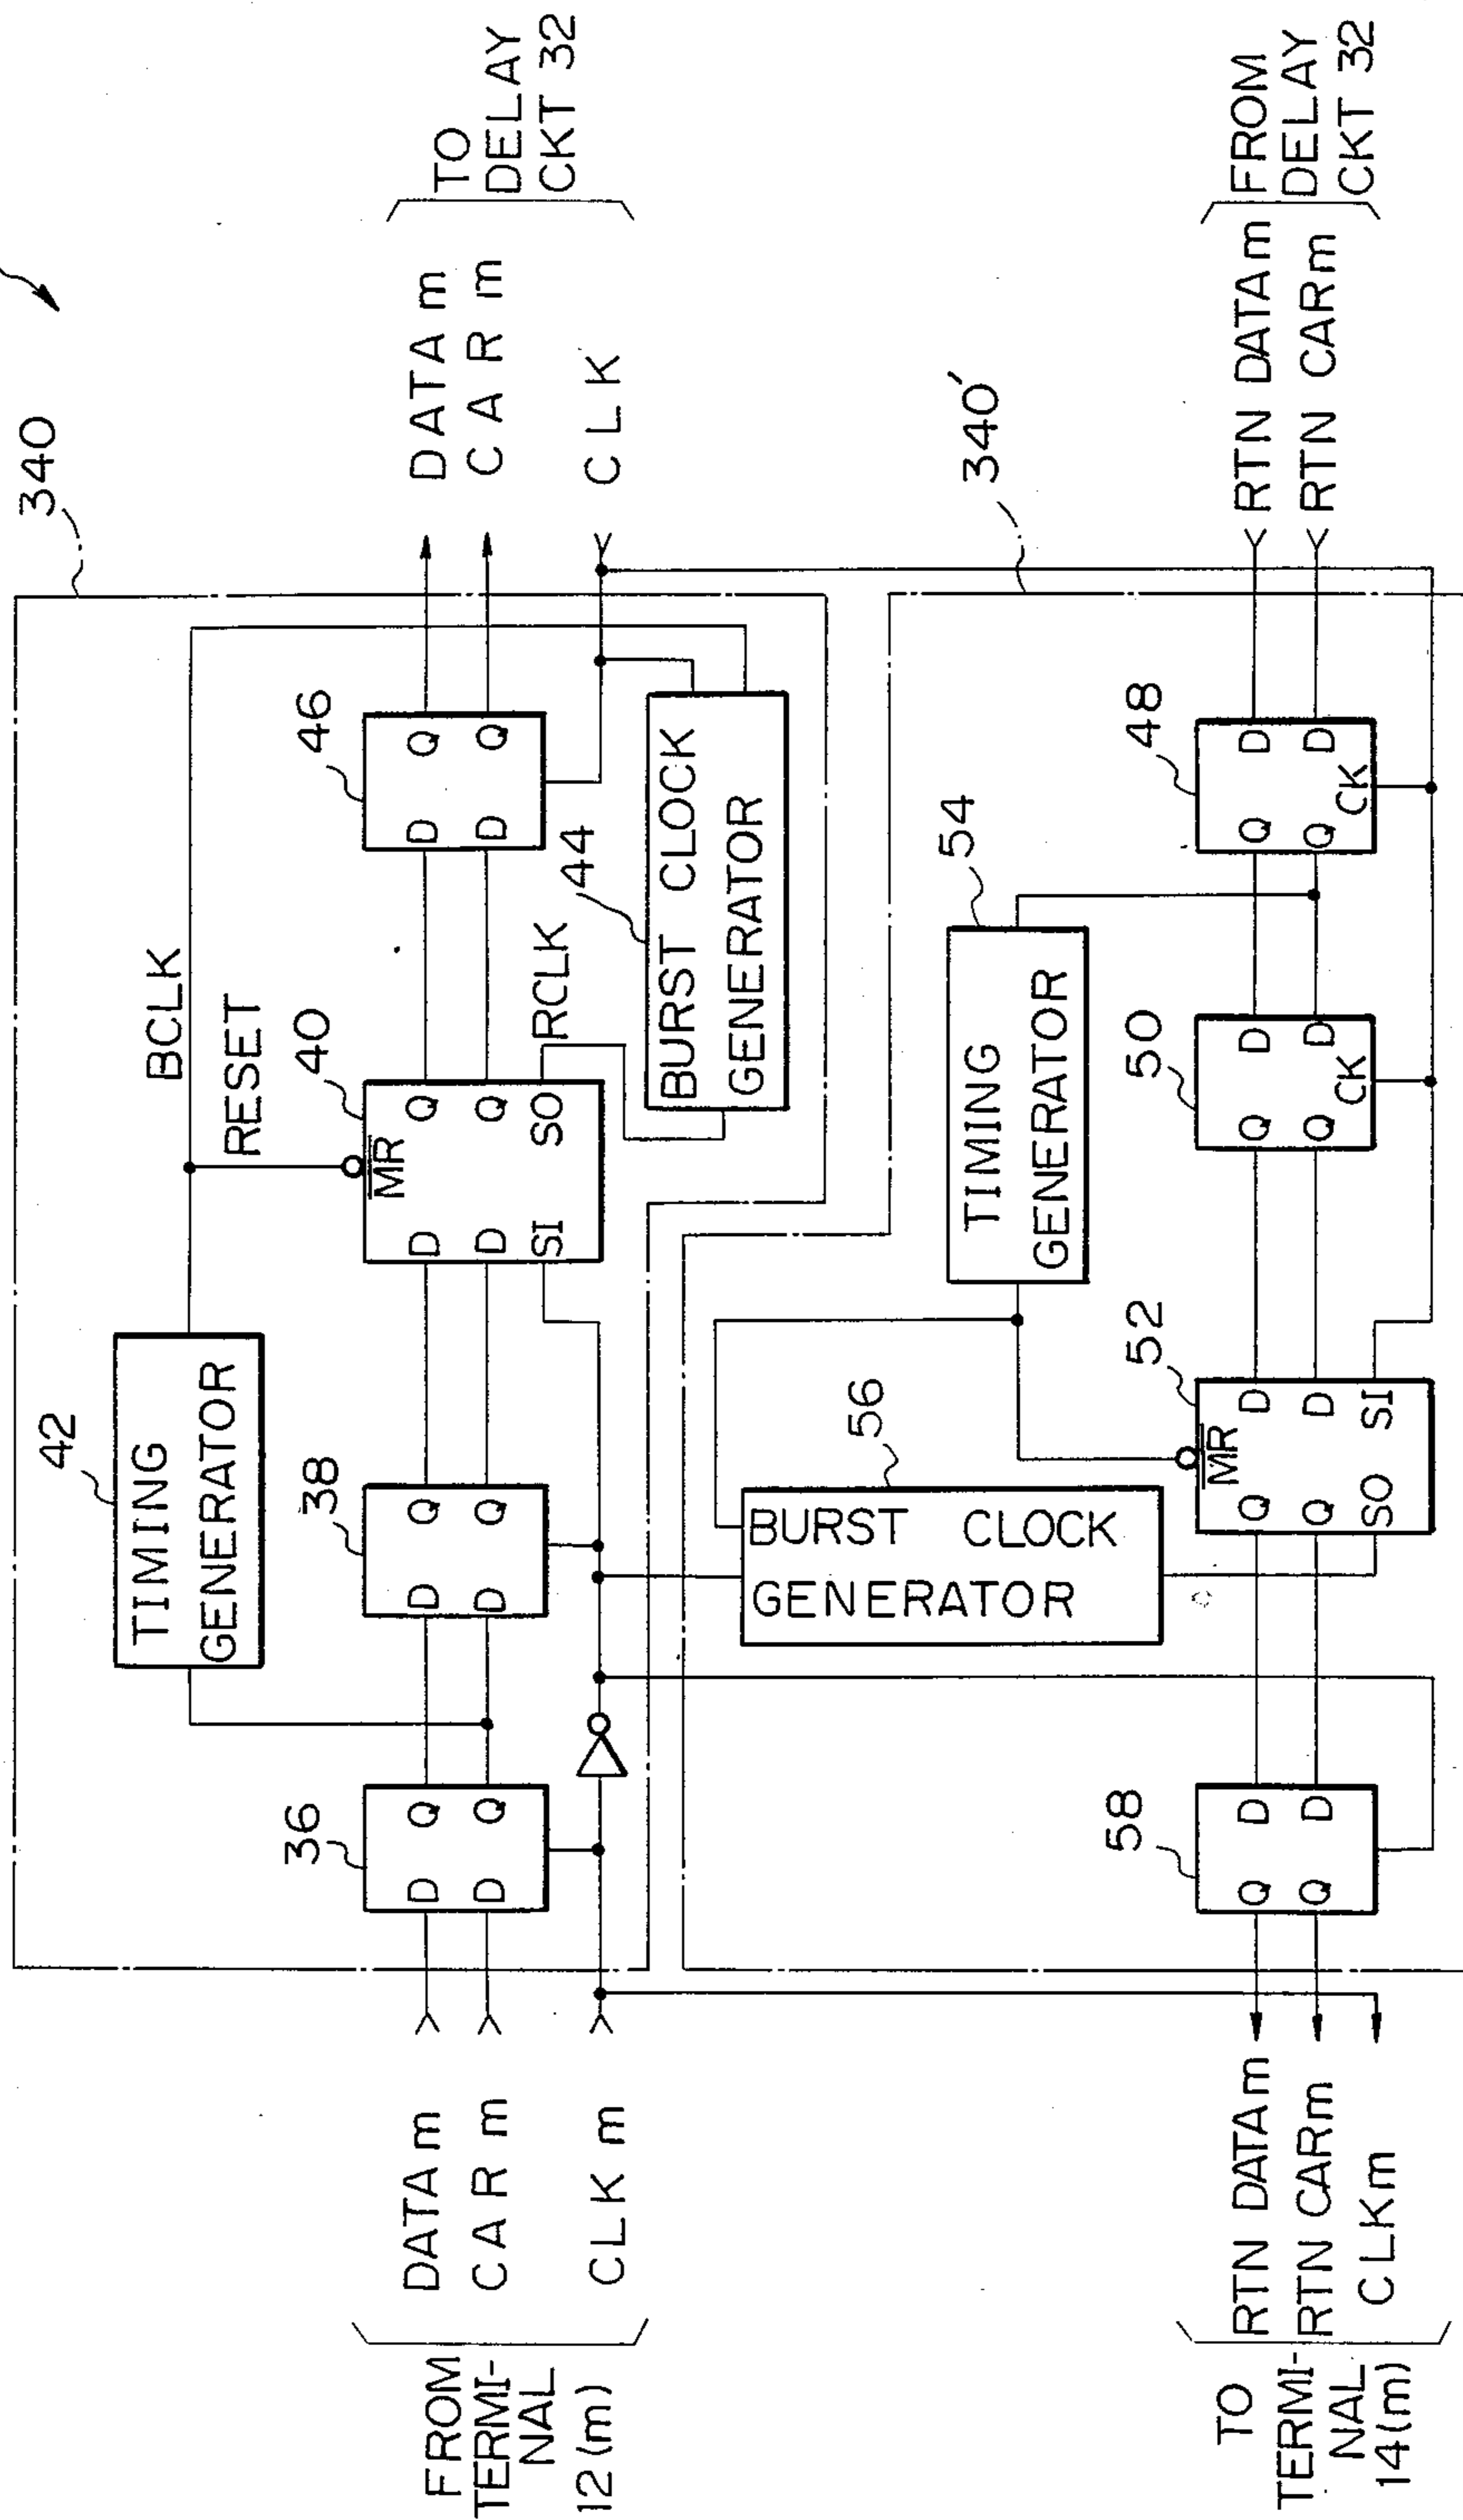 340
42
TIMING
GENERATOR
BCLK
RESET
36
38
40
46
D Q
D Q
D Q
D Q
MR
D Q
D Q
SI SO
D Q
D Q
RCLK
44
BURST CLOCK
GENERATOR
FROM
TERMI-
NAL
12 (m)
DATA m
CAR m
CLK m
DATA m
CAR m
CLK
TO
DELAY
CKT 32
340'
56
BURST CLOCK
GENERATOR
54
TIMING
GENERATOR
58
52
50
48
Q D
Q D
MR
Q D
Q D
SO SI
Q D
Q D
CK
Q D
Q D
CK
TO
TERMI-
NAL
14 (m)
RTN DATA m
RTN CAR m
CLK m
RTN DATA m
RTN CAR m
FROM
DELAY
CKT 32